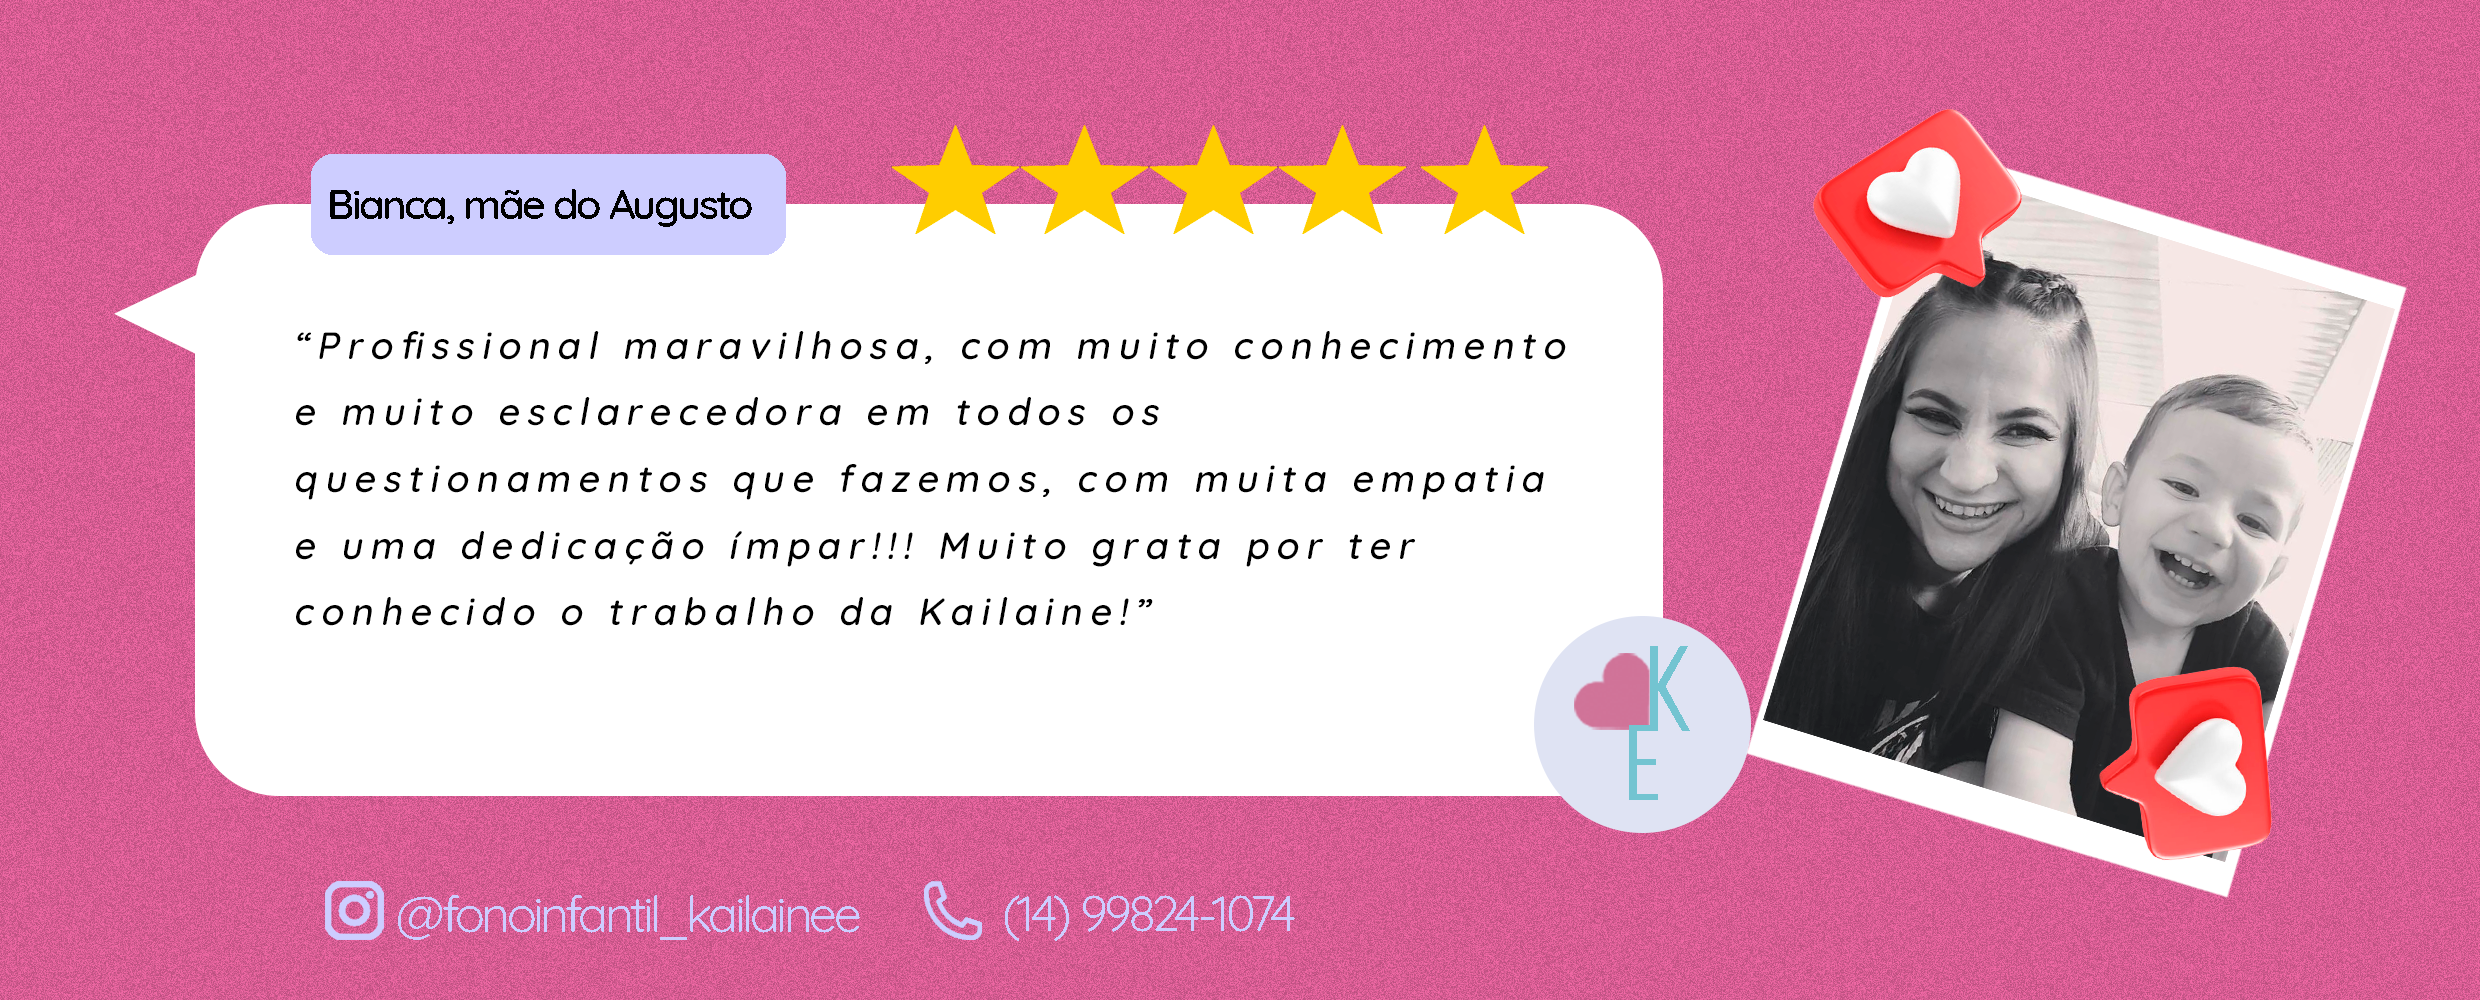 Bianca, mãe do Augusto
“Profissional maravilhosa, com muito conhecimento
e muito esclarecedora em todos os
questionamentos que fazemos, com muita empatia
e uma dedicação ímpar!!! Muito grata por ter
conhecido o trabalho da Kailaine!”
K
E
@fonoinfantil_kailainee
(14) 99824-1074